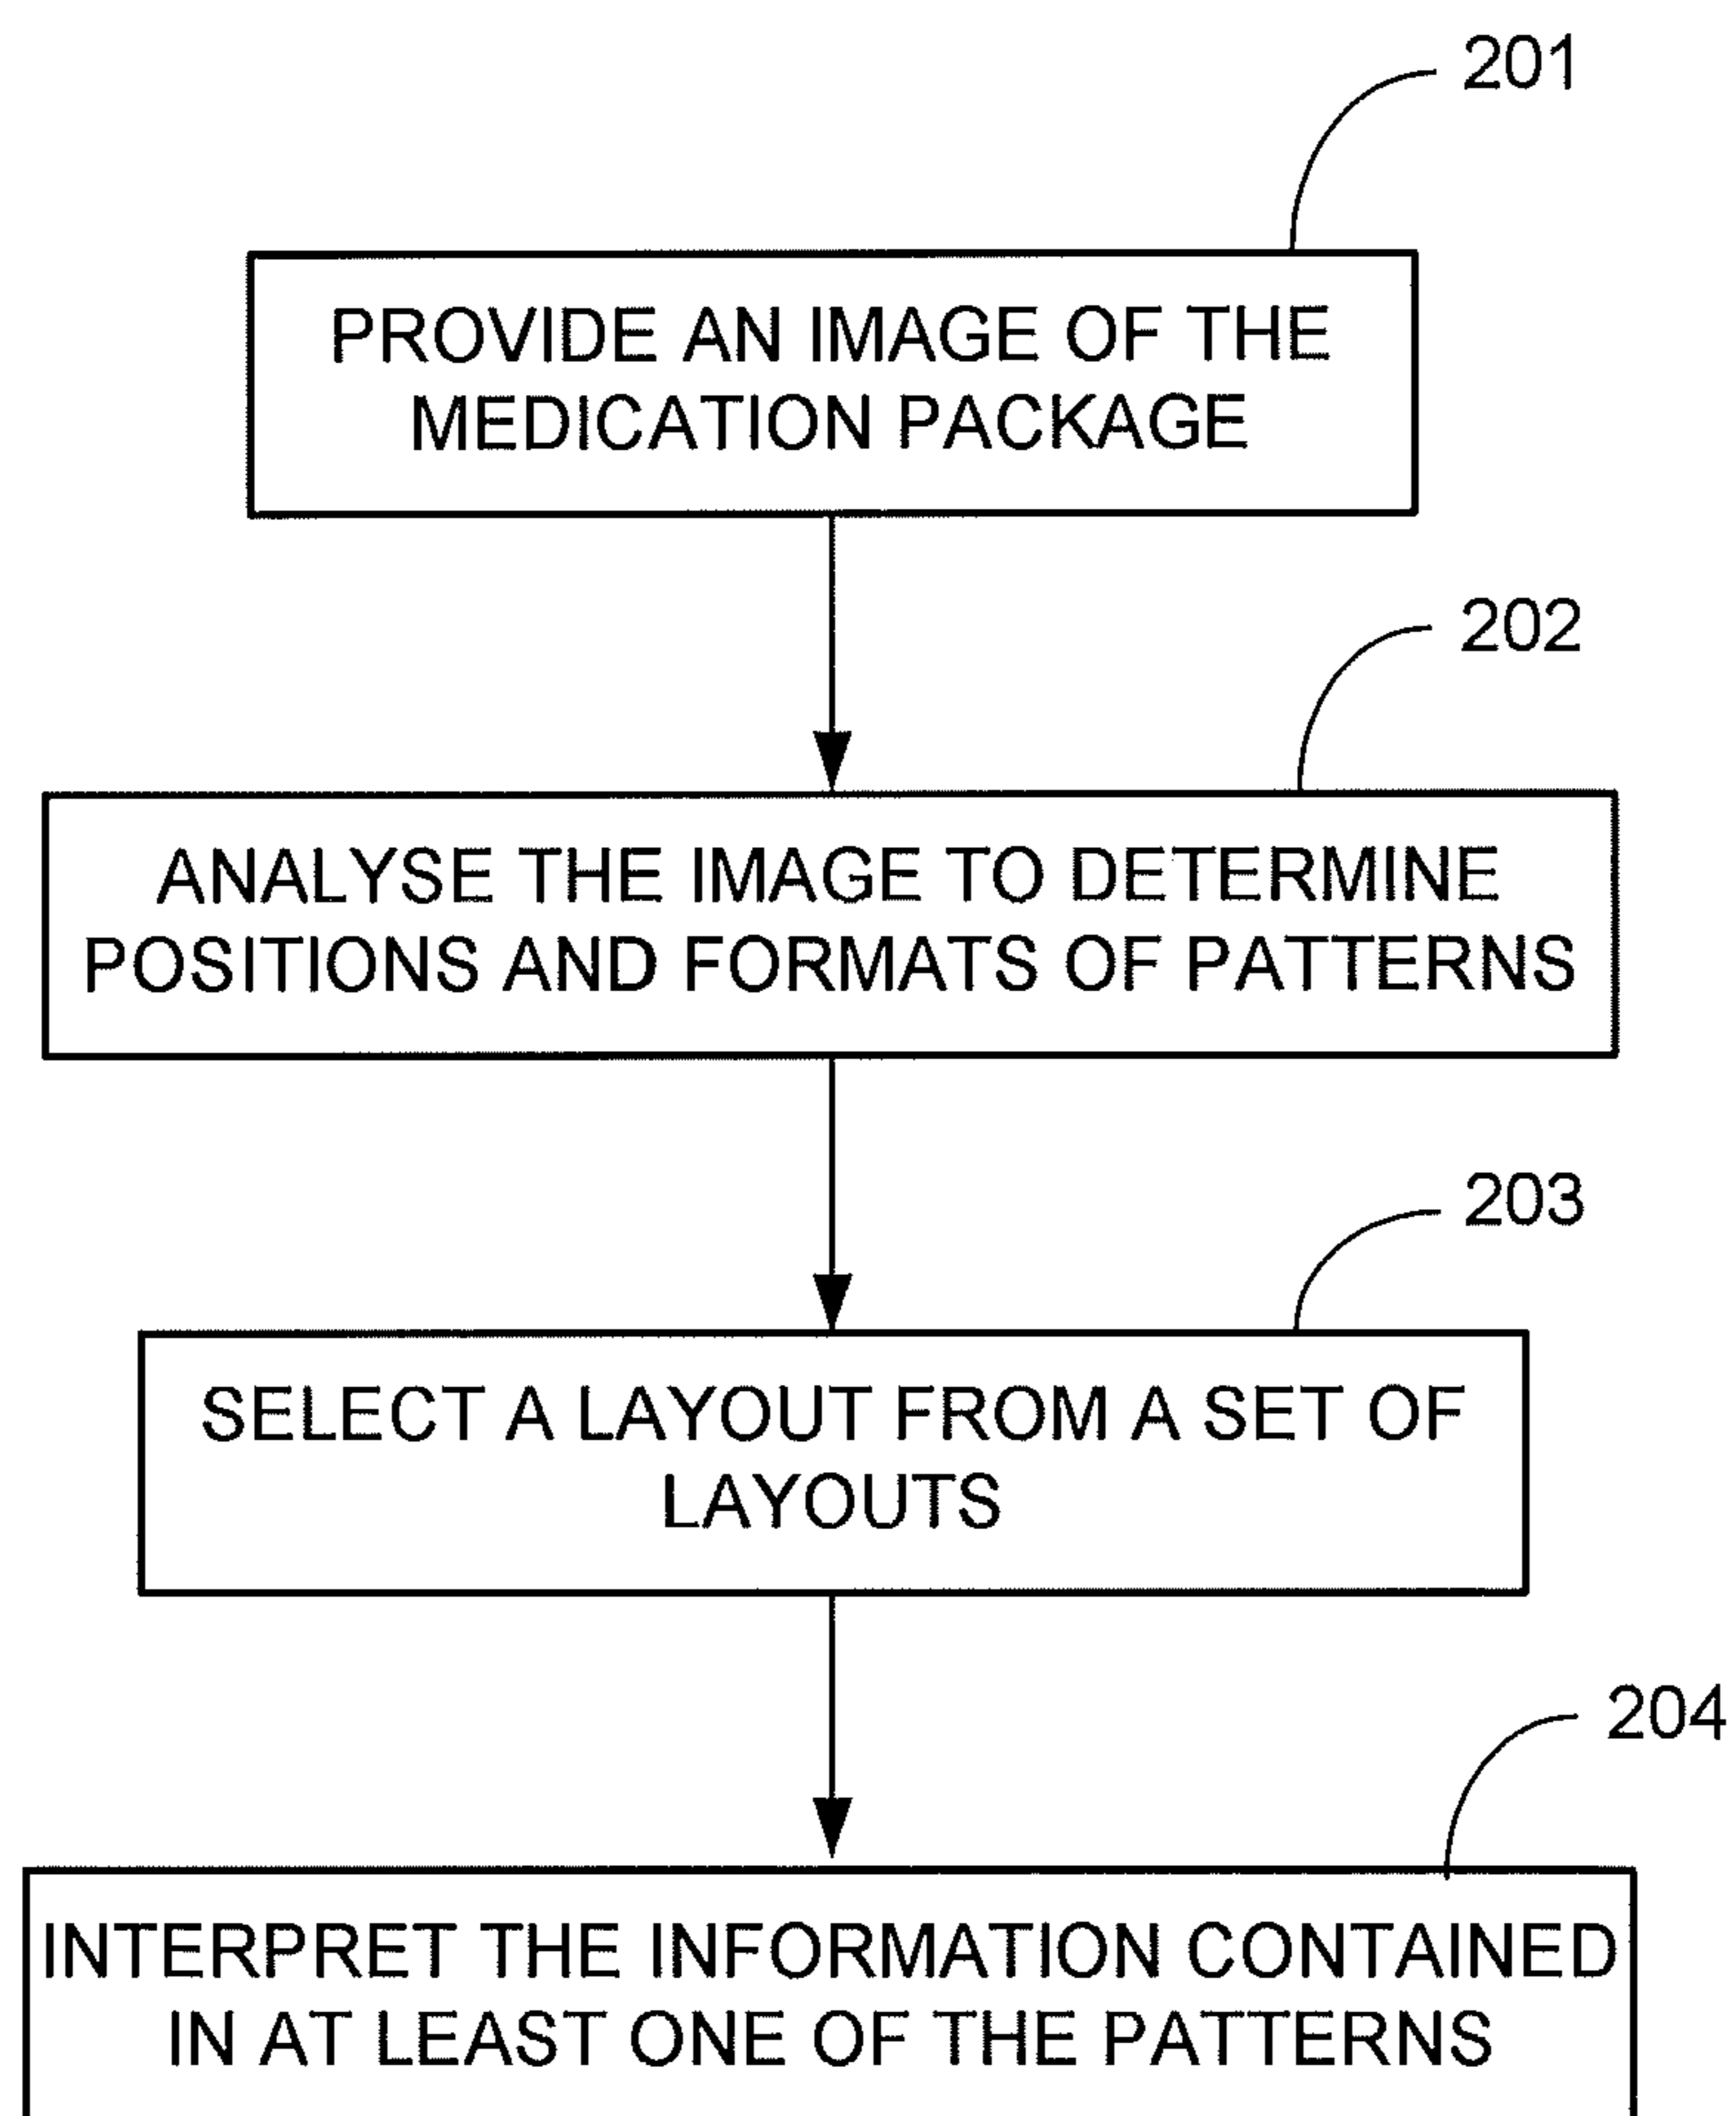 201
PROVIDE AN IMAGE OF THE
MEDICATION PACKAGE
202
ANALYSE THE IMAGE TO DETERMINE
POSITIONS AND FORMATS OF PATTERNS
203
SELECT A LAYOUT FROM A SET OF
LAYOUTS
204
INTERPRET THE INFORMATION CONTAINED
IN AT LEAST ONE OF THE PATTERNS